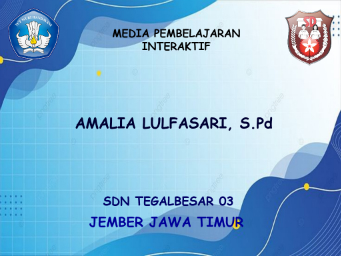 MEDIA PEMBELAJARAN
INTERAKTIF
AMALIA LULFASARI, S.Pd
SDN TEGALBESAR 03
JEMBER JAWA TIMUR